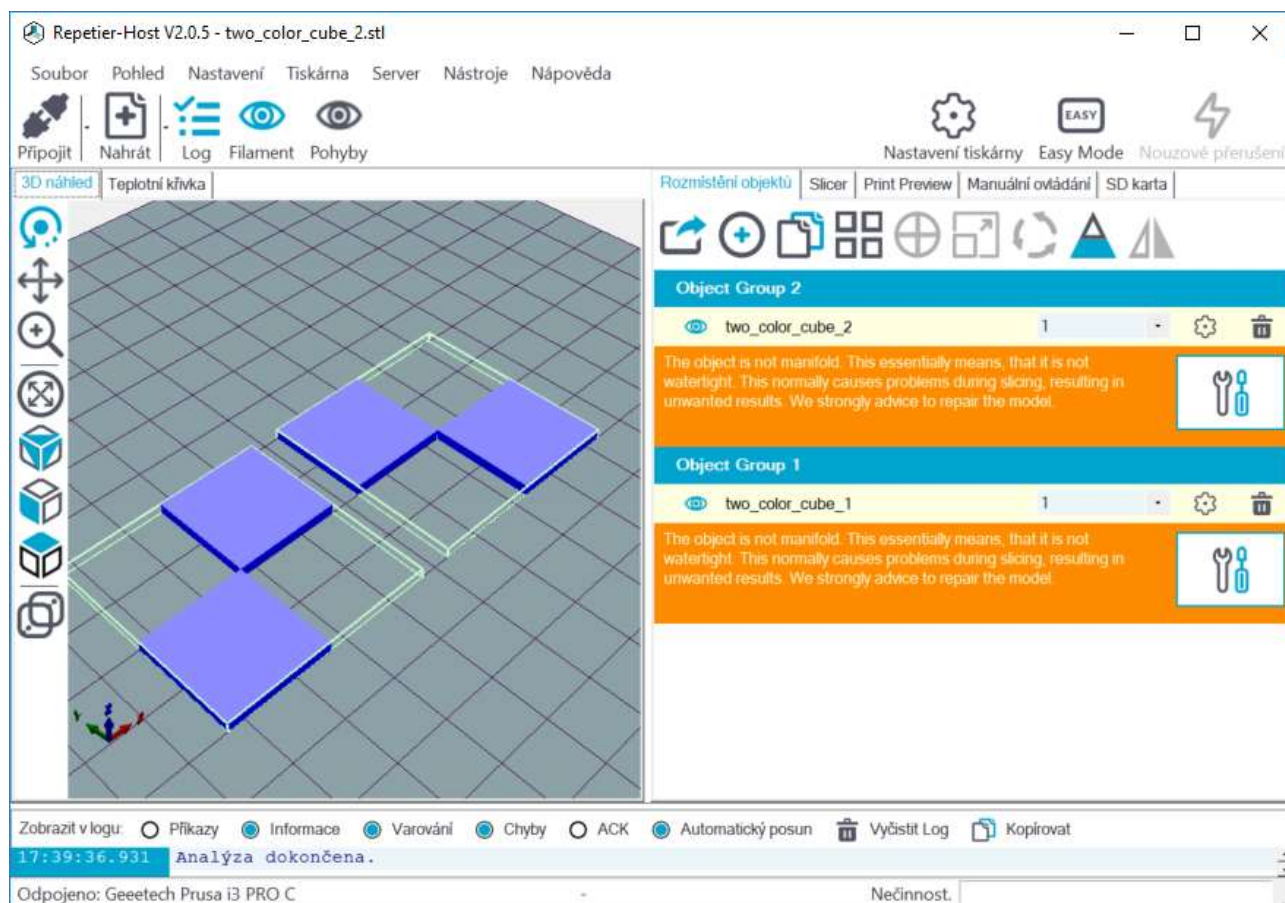 Repetier-Host V2.0.5 - two_color_cube_2.stl
Soubor Pohled Nastavení Tiskárna Server Nástroje Nápověda
EASY
Připojit Nahrát Log Filament Pohyby Nastavení tiskárny Easy Mode Nouzové přerušení
3D náhled Teplotní křivka Rozmístění objektů Slicer Print Preview Manuální ovládání SD karta
Object Group 2
two_color_cube_2 1
The object is not manifold. This essentially means, that it is not
watertight. This normally causes problems during slicing, resulting in
unwanted results. We strongly advice to repair the model.
Object Group 1
two_color_cube_1 1
The object is not manifold. This essentially means, that it is not
watertight. This normally causes problems during slicing, resulting in
unwanted results. We strongly advice to repair the model.
Zobrazit v logu: Příkazy Informace Varování Chyby ACK Automatický posun Vyčistit Log Kopírovat
17:39:36.931 Analýza dokončena.
Odpojeno: Geeetech Prusa i3 PRO C - Nečinnost.